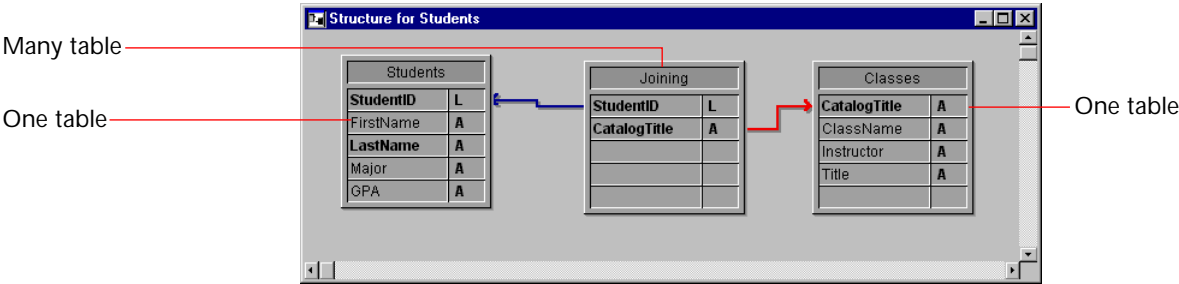 Structure for Students
Many table
One table
One table
Students
StudentID L
FirstName A
LastName A
Major A
GPA A
Joining
StudentID L
CatalogTitle A
Classes
CatalogTitle A
ClassName A
Instructor A
Title A